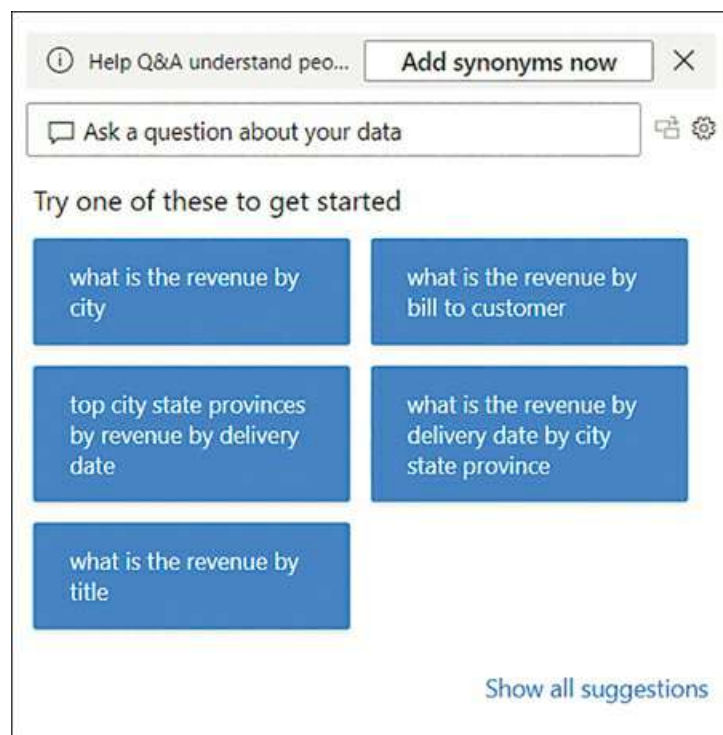 Help Q&A understand peo...
Add synonyms now
Ask a question about your data
Try one of these to get started
what is the revenue by
city
what is the revenue by
bill to customer
top city state provinces
by revenue by delivery
date
what is the revenue by
delivery date by city
state province
what is the revenue by
title
Show all suggestions